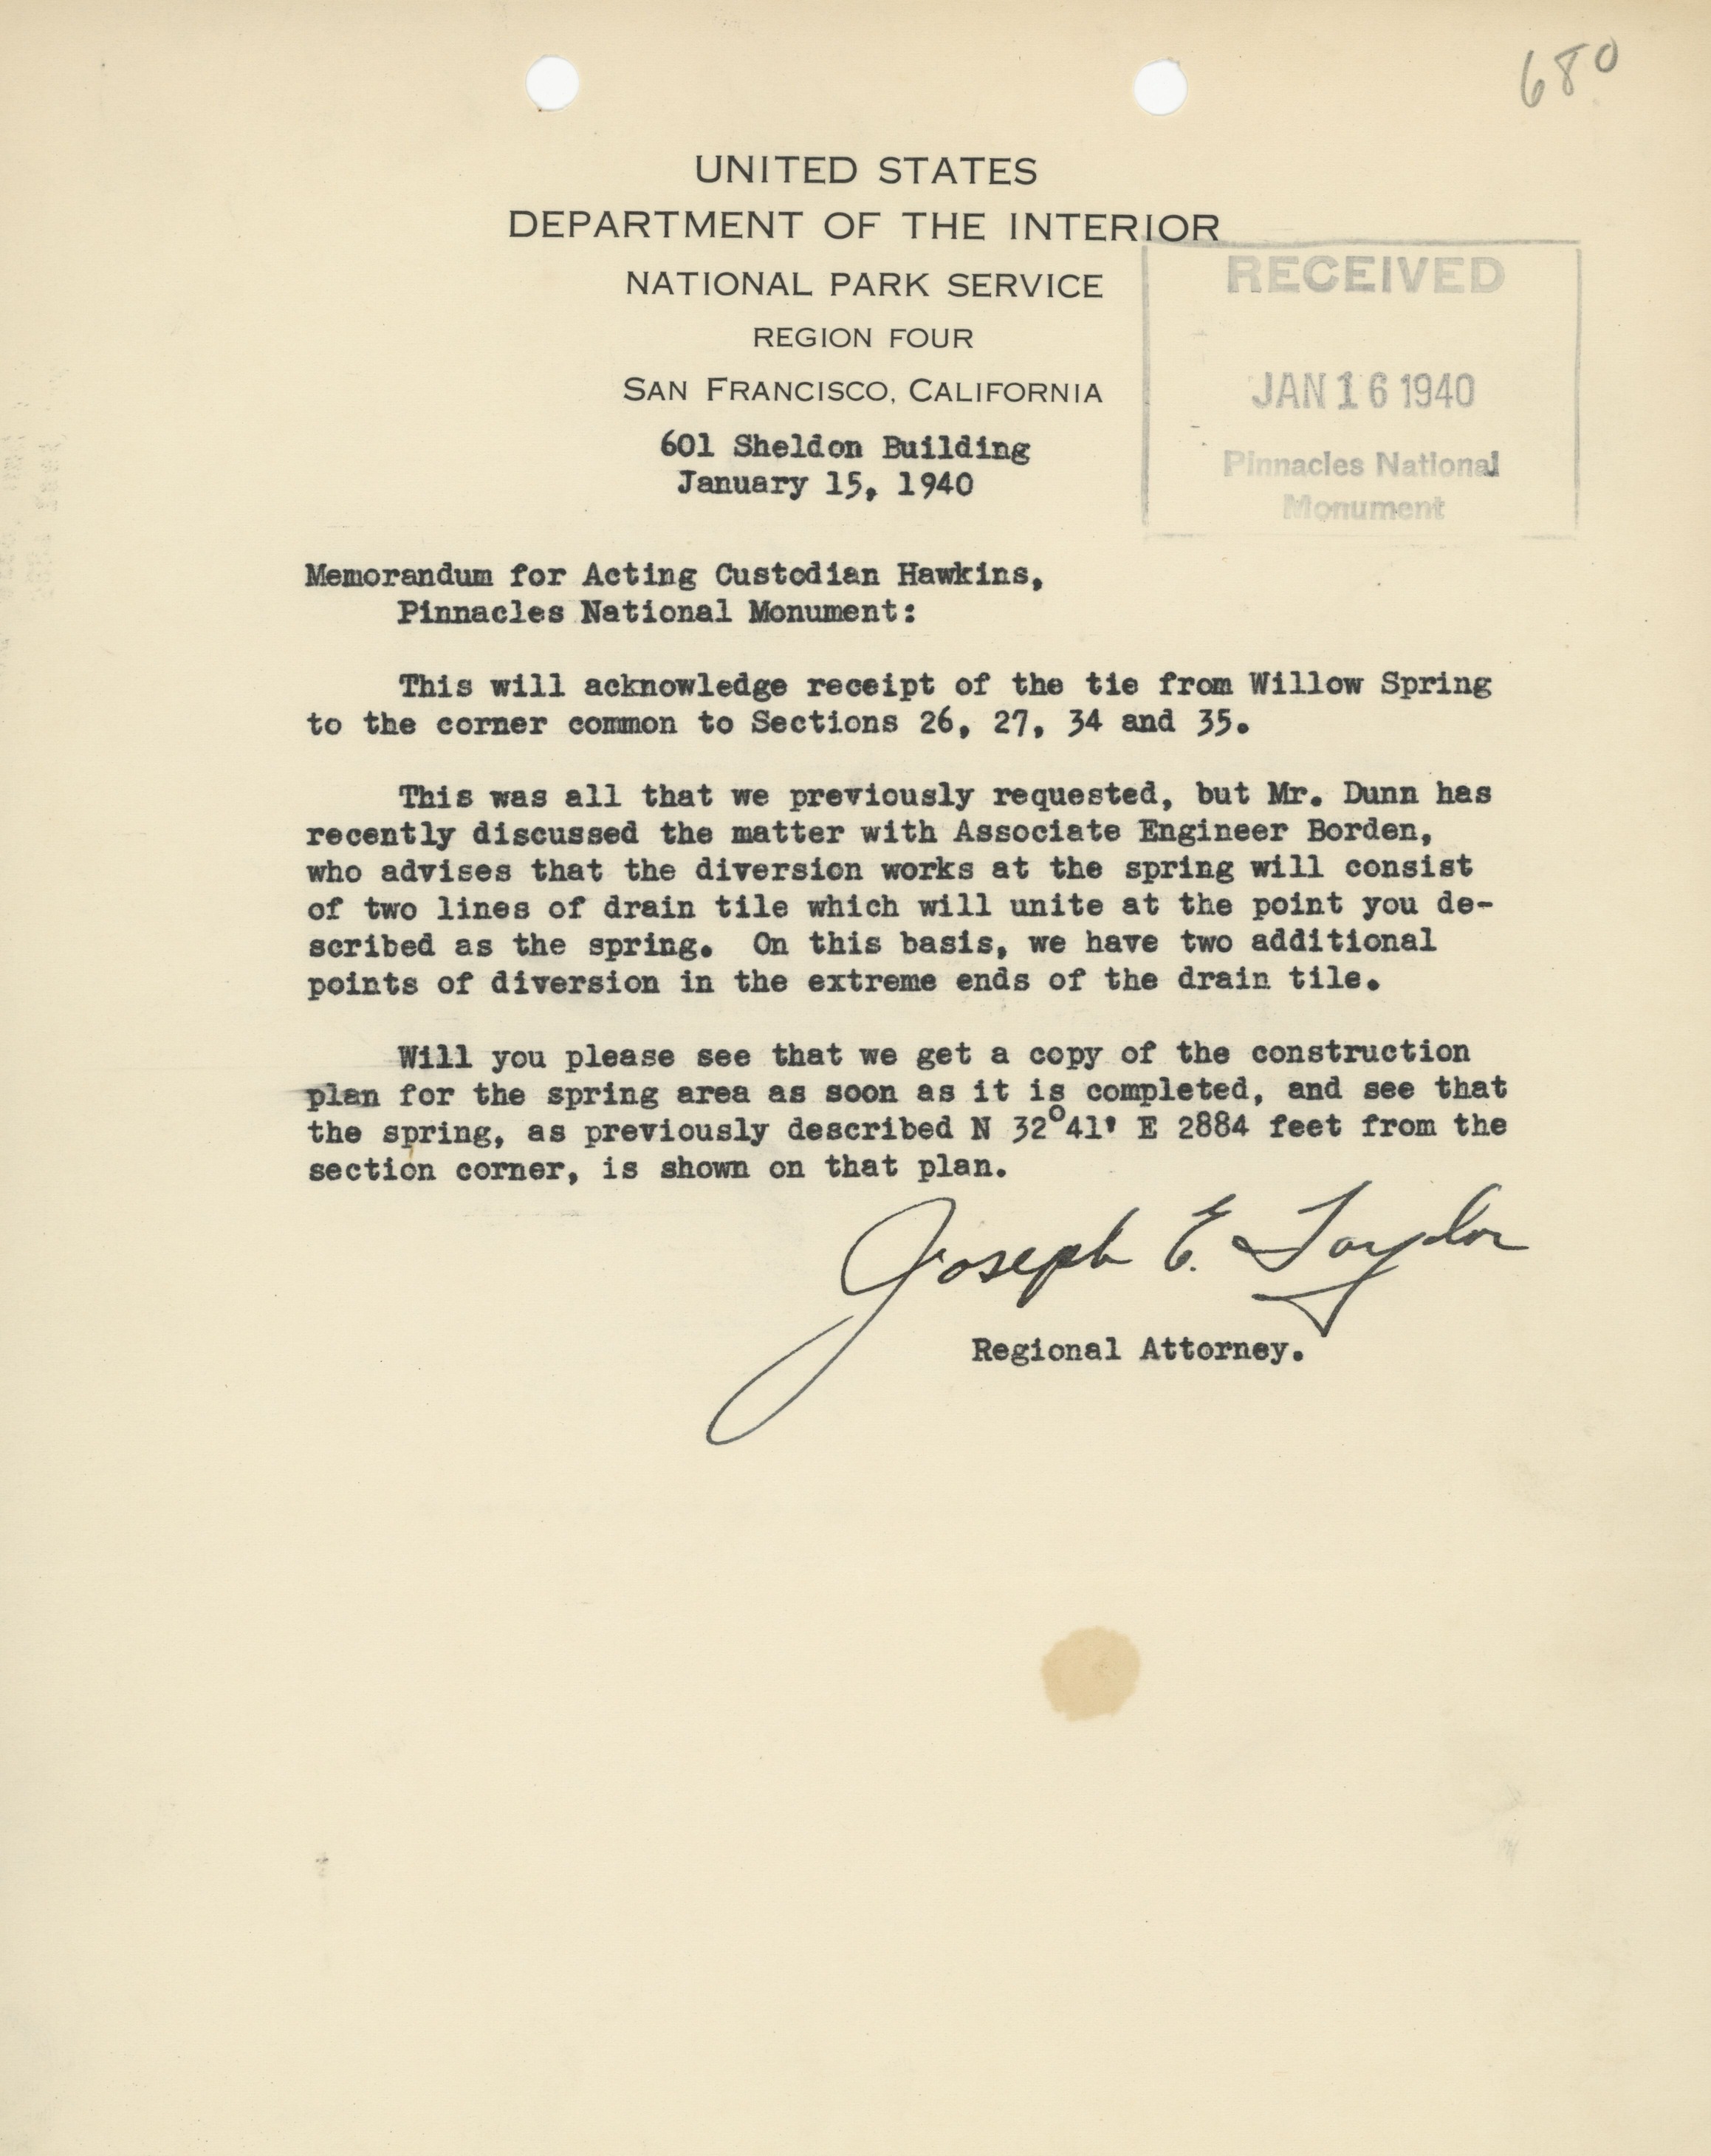 680
UNITED STATES
DEPARTMENT OF THE INTERIOR
NATIONAL PARK SERVICE
REGION FOUR
SAN FRANCISCO, CALIFORNIA
601 Sheldon Building
January 15, 1940
RECEIVED
JAN 16 1940
Pinnacles National
Monument
Memorandum for Acting Custodian Hawkins,
Pinnacles National Monument:
This will acknowledge receipt of the tie from Willow Spring
to the corner common to Sections 26, 27, 34 and 35.
This was all that we previously requested, but Mr. Dunn has
recently discussed the matter with Associate Engineer Borden,
who advises that the diversion works at the spring will consist
of two lines of drain tile which will unite at the point you de-
scribed as the spring. On this basis, we have two additional
points of diversion in the extreme ends of the drain tile.
Will you please see that we get a copy of the construction
plan for the spring area as soon as it is completed, and see that
the spring, as previously described N 32°41' E 2884 feet from the
section corner, is shown on that plan.
Joseph E. Taylor
Regional Attorney.